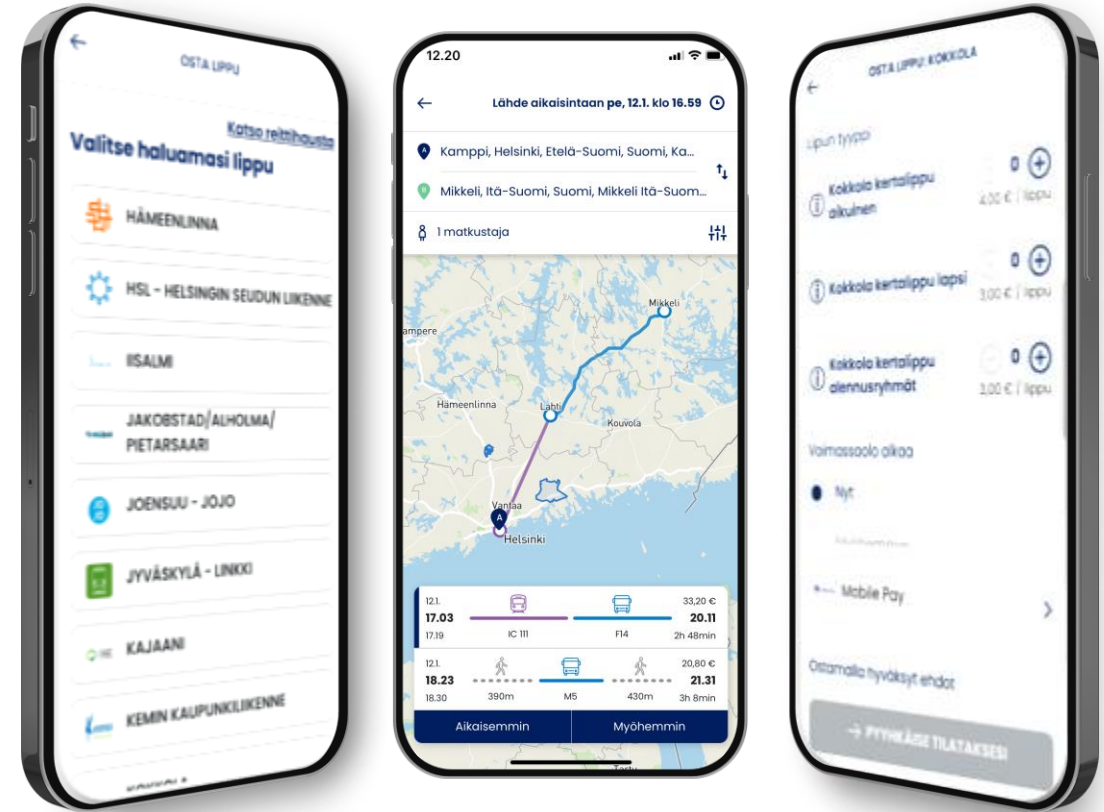 OSTA LIPPU
Katso reittihausta
Valitse haluamasi lippu
HÄMEENLINNA
HSL - HELSINGIN SEUDUN LIIKENNE
IISALMI
JAKOBSTAD/ALHOLMA/
PIETARSAARI
JOENSUU - JOJO
JYVÄSKYLÄ - LINKKI
KAJAANI
KEMIN KAUPUNKILIIKENNE
12.20
Lähde aikaisintaan pe, 12.1. klo 16.59
A Kamppi, Helsinki, Etelä-Suomi, Suomi, Ka...
B Mikkeli, Itä-Suomi, Suomi, Mikkeli Itä-Suom...
1 matkustaja
Mikkeli
ampere
Hämeenlinna
Lahti
Kouvola
Vantaa
A
Helsinki
12.1. 33,20 €
17.03 20.11
17.19 IC 111 F14 2h 48min
12.1. 20,80 €
18.23 21.31
18.30 390m M5 430m 3h 8min
Aikaisemmin Myöhemmin
Tartu
OSTA LIPPU: KOKKOLA
Lipun tyyppi
Kokkola kertalippu
aikuinen
0
4,00 € / lippu
Kokkola kertalippu lapsi
0
3,00 € / lippu
Kokkola kertalippu
alennusryhmät
0
3,00 € / lippu
Voimassaolo alkaa
Nyt
Mobile Pay
Ostamalla hyväksyt ehdot
→ PYYHKÄISE TILATAKSESI